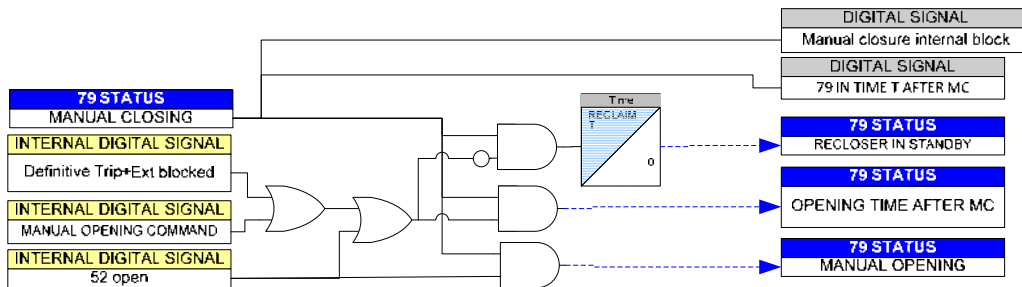 DIGITAL SIGNAL
Manual closure internal block
DIGITAL SIGNAL
79 IN TIME T AFTER MC
79 STATUS
MANUAL CLOSING
INTERNAL DIGITAL SIGNAL
Definitive Trip+Ext blocked
INTERNAL DIGITAL SIGNAL
MANUAL OPENING COMMAND
INTERNAL DIGITAL SIGNAL
52 open
Time
RECLAIM
T
0
79 STATUS
RECLOSER IN STANDBY
79 STATUS
OPENING TIME AFTER MC
79 STATUS
MANUAL OPENING